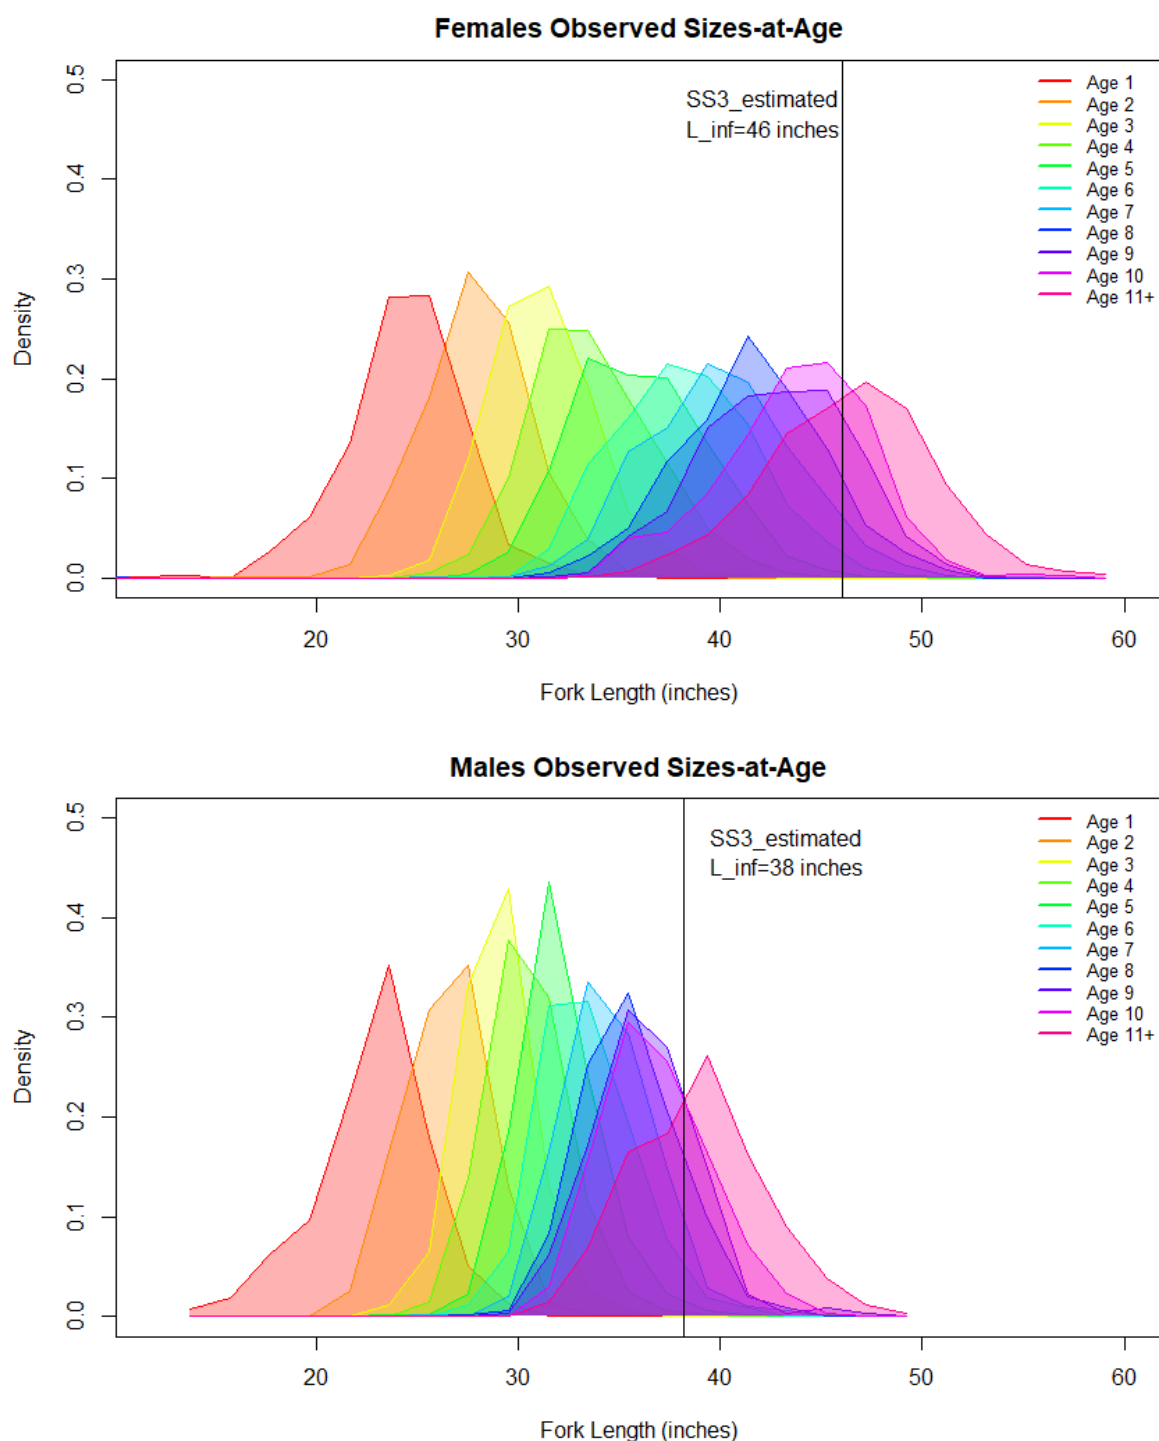 Females Observed Sizes-at-Age
SS3_estimated
L_inf=46 inches
Age 1
Age 2
Age 3
Age 4
Age 5
Age 6
Age 7
Age 8
Age 9
Age 10
Age 11+
Density
0.5
0.4
0.3
0.2
0.1
0.0
20 30 40 50 60
Fork Length (inches)
Males Observed Sizes-at-Age
SS3_estimated
L_inf=38 inches
Age 1
Age 2
Age 3
Age 4
Age 5
Age 6
Age 7
Age 8
Age 9
Age 10
Age 11+
Density
0.5
0.4
0.3
0.2
0.1
0.0
20 30 40 50 60
Fork Length (inches)